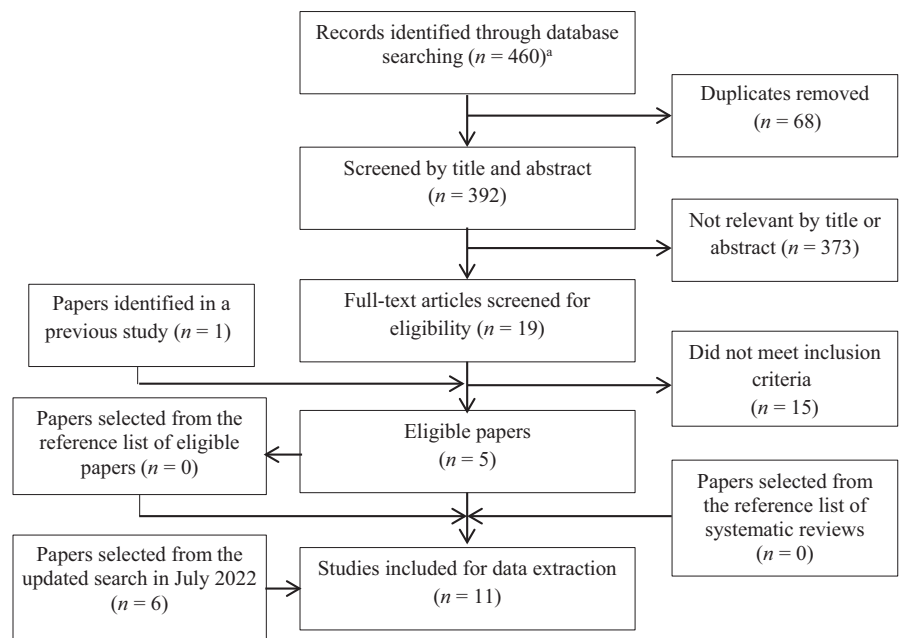 Records identified through database
searching (n = 460)ᵃ
Duplicates removed
(n = 68)
Screened by title and abstract
(n = 392)
Not relevant by title or
abstract (n = 373)
Full-text articles screened for
eligibility (n = 19)
Papers identified in a
previous study (n = 1)
Did not meet inclusion
criteria
(n = 15)
Eligible papers
(n = 5)
Papers selected from the
reference list of eligible
papers (n = 0)
Papers selected from
the reference list of
systematic reviews
(n = 0)
Papers selected from the
updated search in July 2022
(n = 6)
Studies included for data extraction
(n = 11)